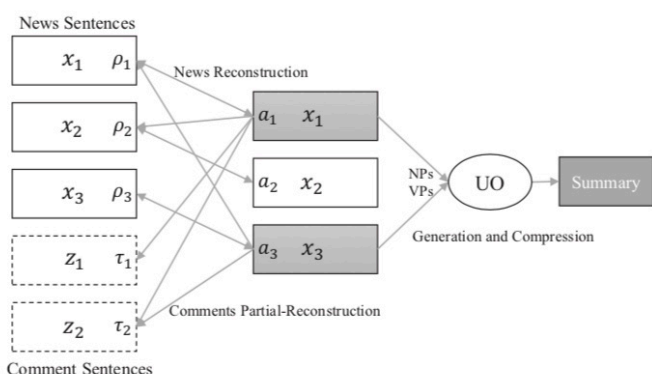 News Sentences
x₁ ρ₁
News Reconstruction
a₁ x₁
x₂ ρ₂
NPs
VPs
a₂ x₂
UO
Summary
x₃ ρ₃
Generation and Compression
a₃ x₃
z₁ τ₁
Comments Partial-Reconstruction
z₂ τ₂
Comment Sentences